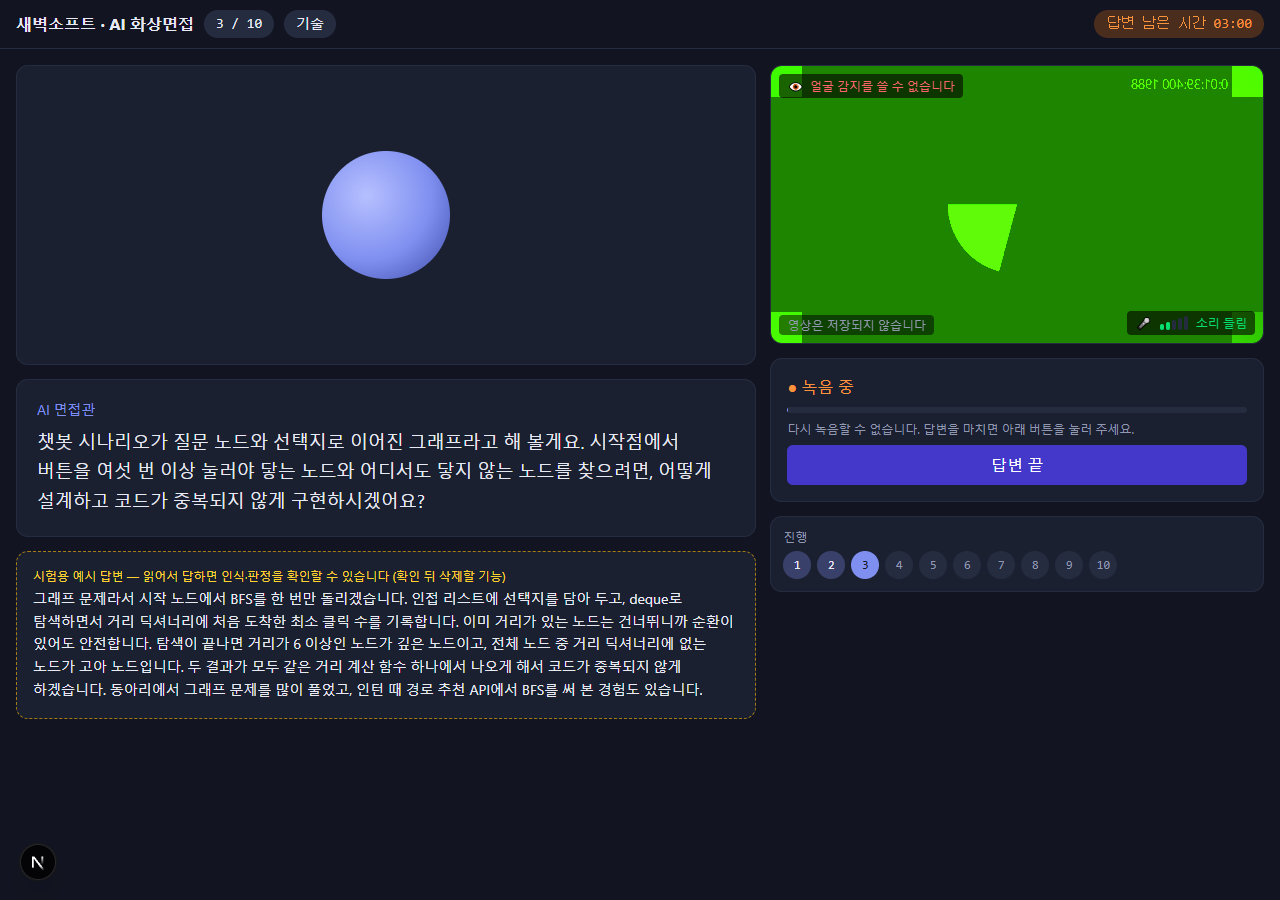 새벽소프트 · AI 화상면접
3 / 10
기술
답변 남은 시간 03:00
얼굴 감지를 쓸 수 없습니다
0:01:39:400 1988
영상은 저장되지 않습니다
소리 들림
AI 면접관
챗봇 시나리오가 질문 노드와 선택지로 이어진 그래프라고 해 볼게요. 시작점에서
버튼을 여섯 번 이상 눌러야 닿는 노드와 어디서도 닿지 않는 노드를 찾으려면, 어떻게
설계하고 코드가 중복되지 않게 구현하시겠어요?
시험용 예시 답변 — 읽어서 답하면 인식·판정을 확인할 수 있습니다 (확인 뒤 삭제할 기능)
그래프 문제라서 시작 노드에서 BFS를 한 번만 돌리겠습니다. 인접 리스트에 선택지를 담아 두고, deque로
탐색하면서 거리 딕셔너리에 처음 도착한 최소 클릭 수를 기록합니다. 이미 거리가 있는 노드는 건너뛰니까 순환이
있어도 안전합니다. 탐색이 끝나면 거리가 6 이상인 노드가 깊은 노드이고, 전체 노드 중 거리 딕셔너리에 없는
노드가 고아 노드입니다. 두 결과가 모두 같은 거리 계산 함수 하나에서 나오게 해서 코드가 중복되지 않게
하겠습니다. 동아리에서 그래프 문제를 많이 풀었고, 인턴 때 경로 추천 API에서 BFS를 써 본 경험도 있습니다.
● 녹음 중
다시 녹음할 수 없습니다. 답변을 마치면 아래 버튼을 눌러 주세요.
답변 끝
진행
1 2 3 4 5 6 7 8 9 10
N